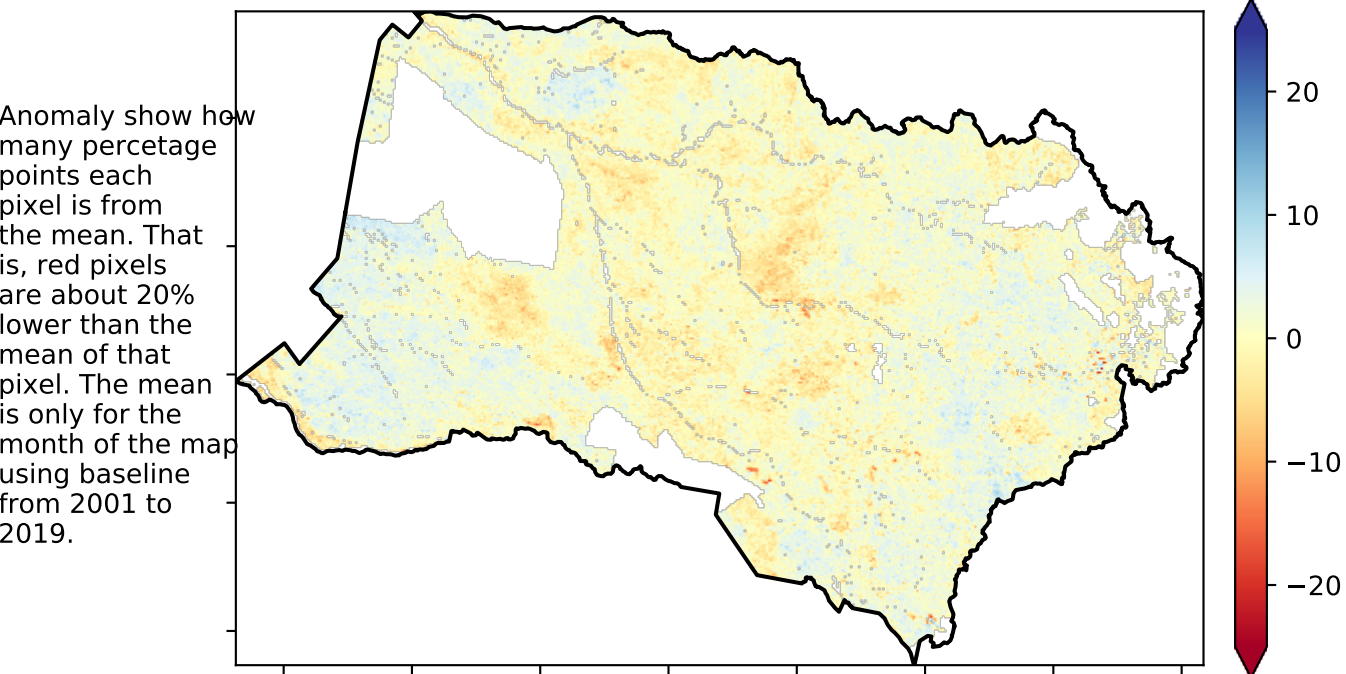 Anomaly show how
many percetage
points each
pixel is from
the mean. That
is, red pixels
are about 20%
lower than the
mean of that
pixel. The mean
is only for the
month of the map
using baseline
from 2001 to
2019.
20
10
0
−10
−20